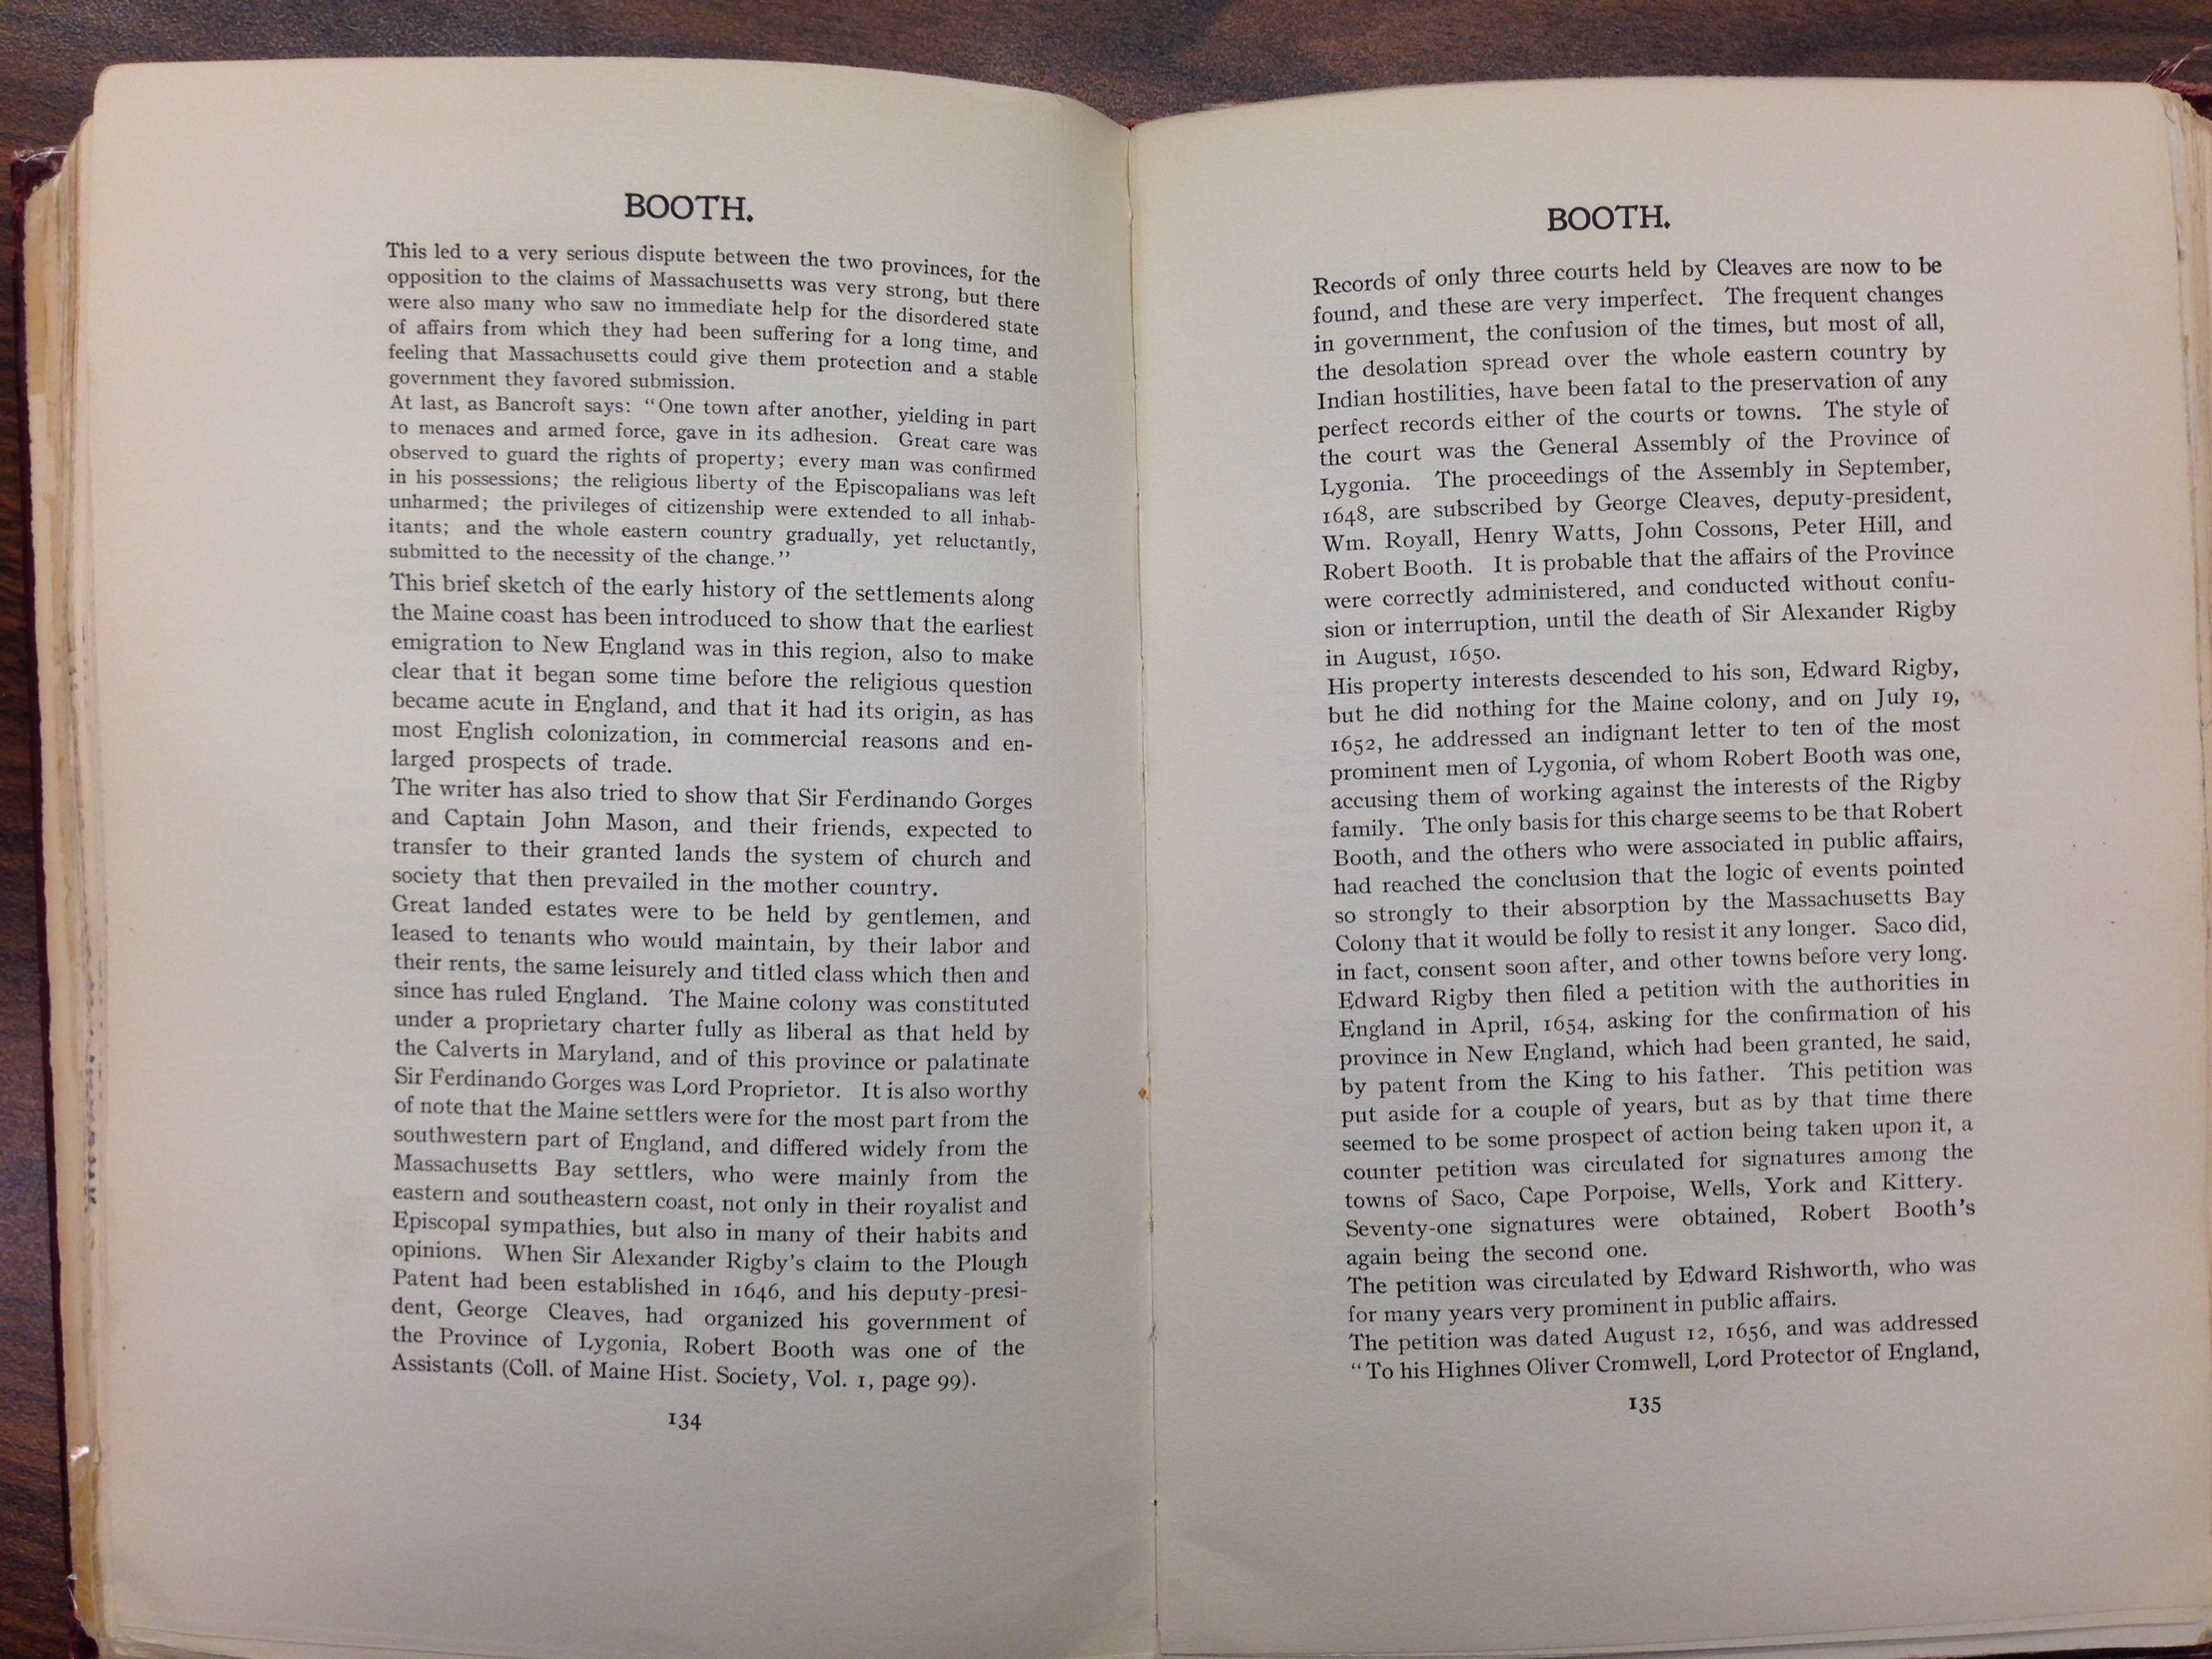 BOOTH.
This led to a very serious dispute between the two provinces, for the
opposition to the claims of Massachusetts was very strong, but there
were also many who saw no immediate help for the disordered state
of affairs from which they had been suffering for a long time, and
feeling that Massachusetts could give them protection and a stable
government they favored submission.
At last, as Bancroft says: "One town after another, yielding in part
to menaces and armed force, gave in its adhesion. Great care was
observed to guard the rights of property; every man was confirmed
in his possessions; the religious liberty of the Episcopalians was left
unharmed; the privileges of citizenship were extended to all inhab-
itants; and the whole eastern country gradually, yet reluctantly,
submitted to the necessity of the change."
This brief sketch of the early history of the settlements along
the Maine coast has been introduced to show that the earliest
emigration to New England was in this region, also to make
clear that it began some time before the religious question
became acute in England, and that it had its origin, as has
most English colonization, in commercial reasons and en-
larged prospects of trade.
The writer has also tried to show that Sir Ferdinando Gorges
and Captain John Mason, and their friends, expected to
transfer to their granted lands the system of church and
society that then prevailed in the mother country.
Great landed estates were to be held by gentlemen, and
leased to tenants who would maintain, by their labor and
their rents, the same leisurely and titled class which then and
since has ruled England. The Maine colony was constituted
under a proprietary charter fully as liberal as that held by
the Calverts in Maryland, and of this province or palatinate
Sir Ferdinando Gorges was Lord Proprietor. It is also worthy
of note that the Maine settlers were for the most part from the
southwestern part of England, and differed widely from the
Massachusetts Bay settlers, who were mainly from the
eastern and southeastern coast, not only in their royalist and
Episcopal sympathies, but also in many of their habits and
opinions. When Sir Alexander Rigby's claim to the Plough
Patent had been established in 1646, and his deputy-presi-
dent, George Cleaves, had organized his government of
the Province of Lygonia, Robert Booth was one of the
Assistants (Coll. of Maine Hist. Society, Vol. 1, page 99).
134
BOOTH.
Records of only three courts held by Cleaves are now to be
found, and these are very imperfect. The frequent changes
in government, the confusion of the times, but most of all,
the desolation spread over the whole eastern country by
Indian hostilities, have been fatal to the preservation of any
perfect records either of the courts or towns. The style of
the court was the General Assembly of the Province of
Lygonia. The proceedings of the Assembly in September,
1648, are subscribed by George Cleaves, deputy-president,
Wm. Royall, Henry Watts, John Cossons, Peter Hill, and
Robert Booth. It is probable that the affairs of the Province
were correctly administered, and conducted without confu-
sion or interruption, until the death of Sir Alexander Rigby
in August, 1650.
His property interests descended to his son, Edward Rigby,
but he did nothing for the Maine colony, and on July 19,
1652, he addressed an indignant letter to ten of the most
prominent men of Lygonia, of whom Robert Booth was one,
accusing them of working against the interests of the Rigby
family. The only basis for this charge seems to be that Robert
Booth, and the others who were associated in public affairs,
had reached the conclusion that the logic of events pointed
so strongly to their absorption by the Massachusetts Bay
Colony that it would be folly to resist it any longer. Saco did,
in fact, consent soon after, and other towns before very long.
Edward Rigby then filed a petition with the authorities in
England in April, 1654, asking for the confirmation of his
province in New England, which had been granted, he said,
by patent from the King to his father. This petition was
put aside for a couple of years, but as by that time there
seemed to be some prospect of action being taken upon it, a
counter petition was circulated for signatures among the
towns of Saco, Cape Porpoise, Wells, York and Kittery.
Seventy-one signatures were obtained, Robert Booth's
again being the second one.
The petition was circulated by Edward Rishworth, who was
for many years very prominent in public affairs.
The petition was dated August 12, 1656, and was addressed
"To his Highnes Oliver Cromwell, Lord Protector of England,
135